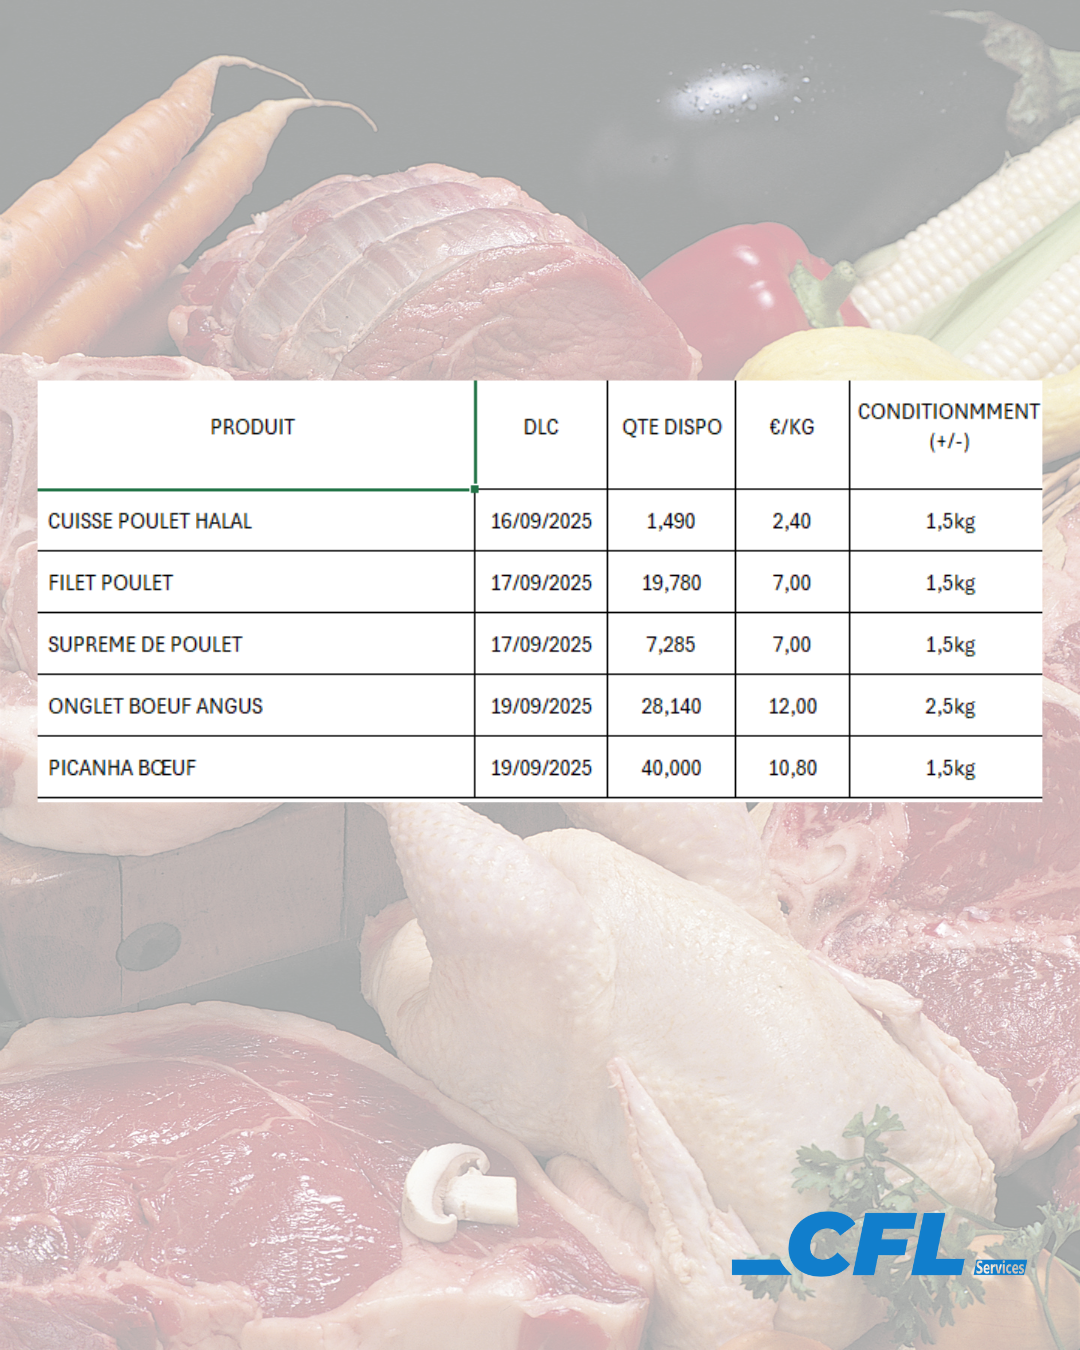 PRODUIT DLC QTE DISPO €/KG CONDITIONMMENT
(+/-)
CUISSE POULET HALAL 16/09/2025 1,490 2,40 1,5kg
FILET POULET 17/09/2025 19,780 7,00 1,5kg
SUPREME DE POULET 17/09/2025 7,285 7,00 1,5kg
ONGLET BOEUF ANGUS 19/09/2025 28,140 12,00 2,5kg
PICANHA BŒUF 19/09/2025 40,000 10,80 1,5kg
CFL Services